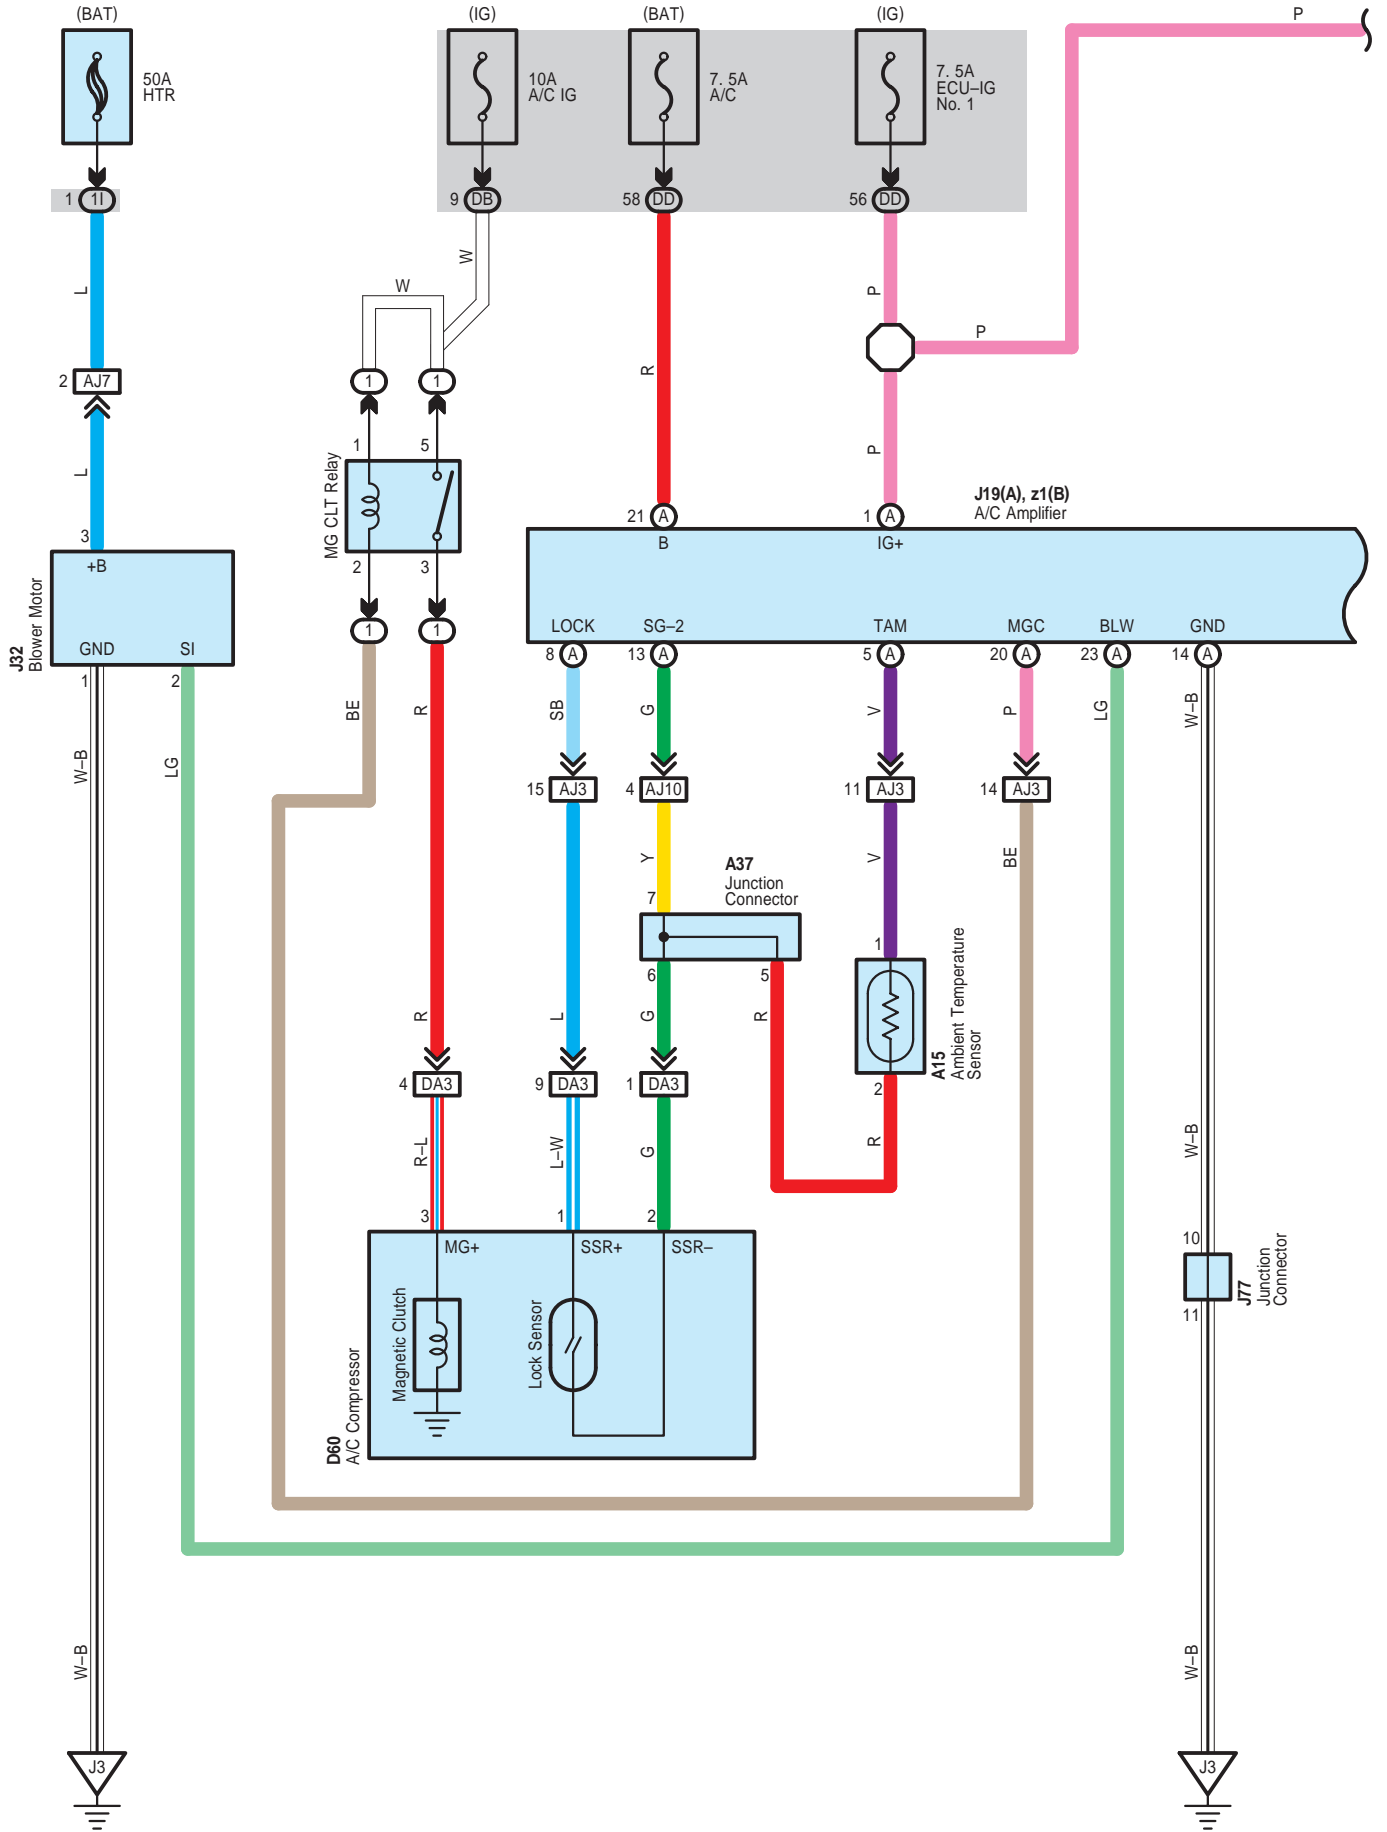 (BAT)
(IG)
(BAT)
(IG)
P
50A
HTR
10A
A/C IG
7. 5A
A/C
7. 5A
ECU–IG
No. 1
1 1I
9 DB
58 DD
56 DD
W
W
L
P
P
R
2 AJ7
1
1
L
1
5
P
MG CLT Relay
J19(A), z1(B)
A/C Amplifier
21 A
1 A
B
IG+
3
+B
2
3
J32
Blower Motor
GND
SI
1
2
1
1
LOCK
SG–2
TAM
MGC
BLW
GND
8 A
13 A
5 A
20 A
23 A
14 A
BE
R
SB
G
V
P
LG
W–B
W–B
LG
15 AJ3
4 AJ10
11 AJ3
14 AJ3
Y
V
BE
A37
Junction
Connector
7
6
5
1
A15
Ambient Temperature
Sensor
2
R
L
G
R
4 DA3
9 DA3
1 DA3
R–L
L–W
G
R
W–B
3
1
2
MG+
SSR+
SSR–
10
J77
Junction
Connector
11
Magnetic Clutch
Lock Sensor
D60
A/C Compressor
W–B
W–B
J3
J3